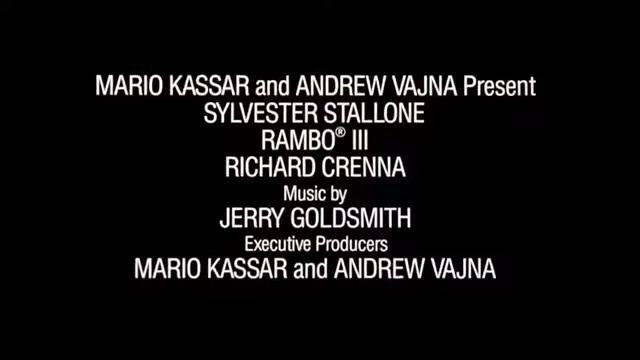 MARIO KASSAR and ANDREW VAJNA Present
SYLVESTER STALLONE
RAMBO® III
RICHARD CRENNA
Music by
JERRY GOLDSMITH
Executive Producers
MARIO KASSAR and ANDREW VAJNA